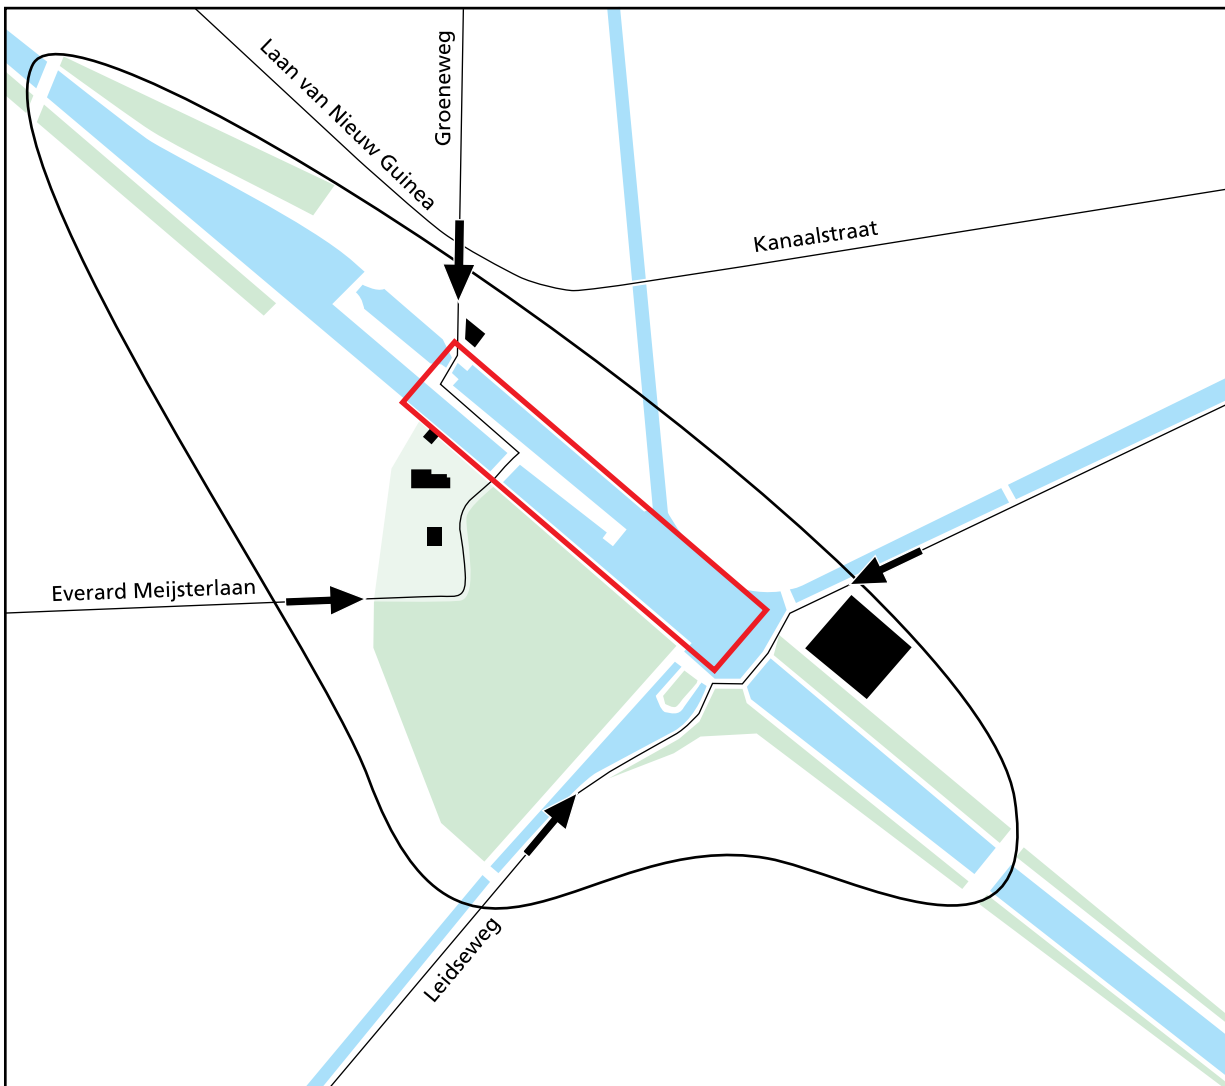 Laan van Nieuw Guinea
Groeneweg
Kanaalstraat
Everard Meijsterlaan
Leidseweg